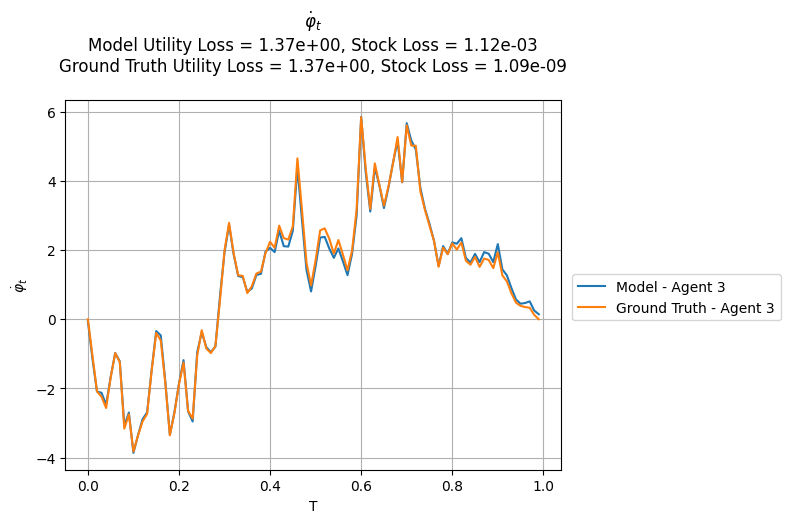 φ̇ₜ
Model Utility Loss = 1.37e+00, Stock Loss = 1.12e-03
Ground Truth Utility Loss = 1.37e+00, Stock Loss = 1.09e-09
6
4
2
0
−2
−4
φ̇ₜ
0.0 0.2 0.4 0.6 0.8 1.0
T
Model - Agent 3
Ground Truth - Agent 3